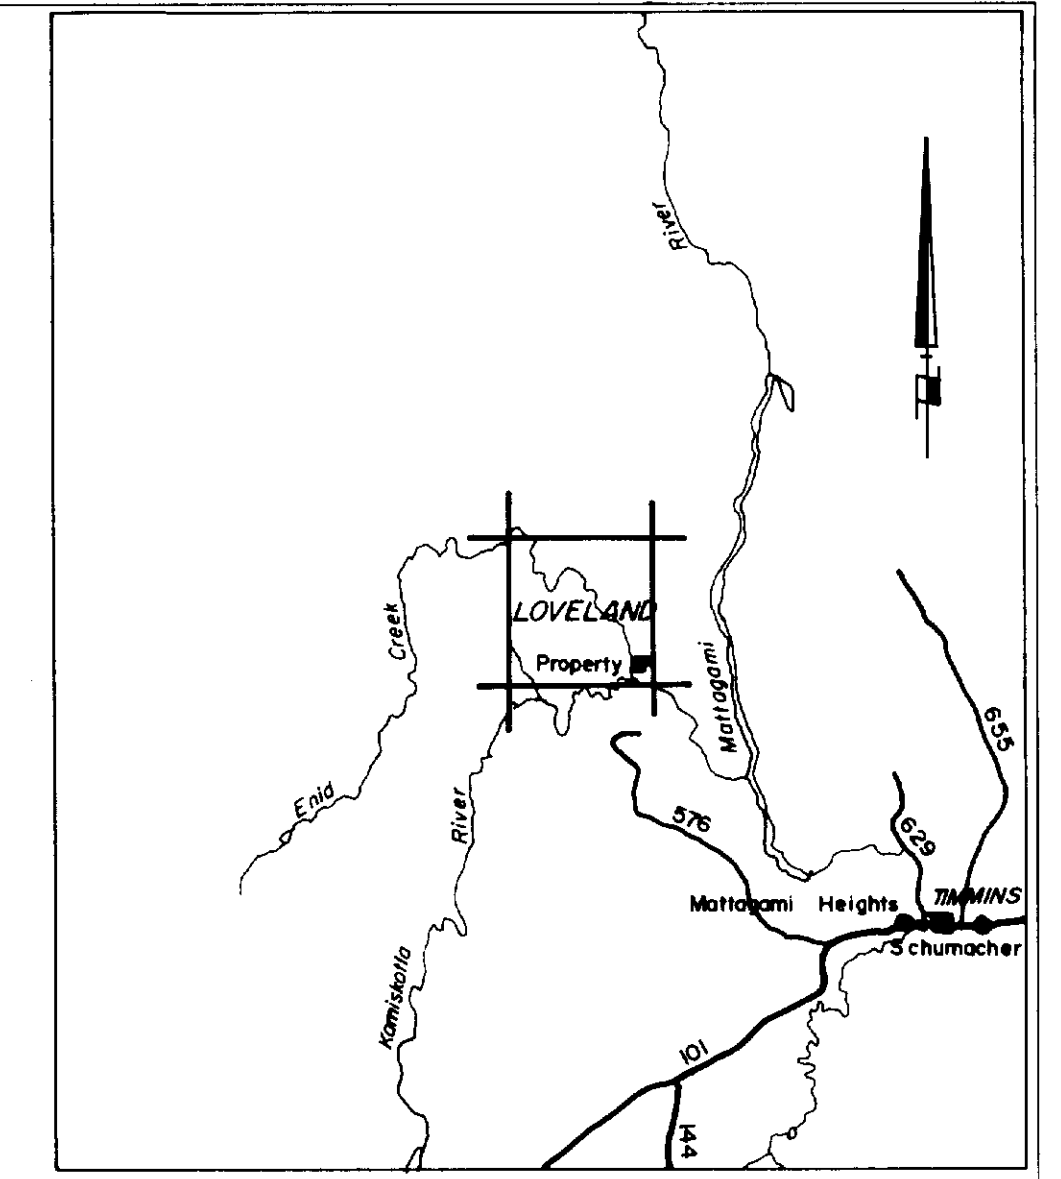 River
LOVELAND
Creek
Property
Mattagami
655
Enid
River
576
629
Mattagami Heights
TIMMINS
Schumacher
Kamiskotia
101
144